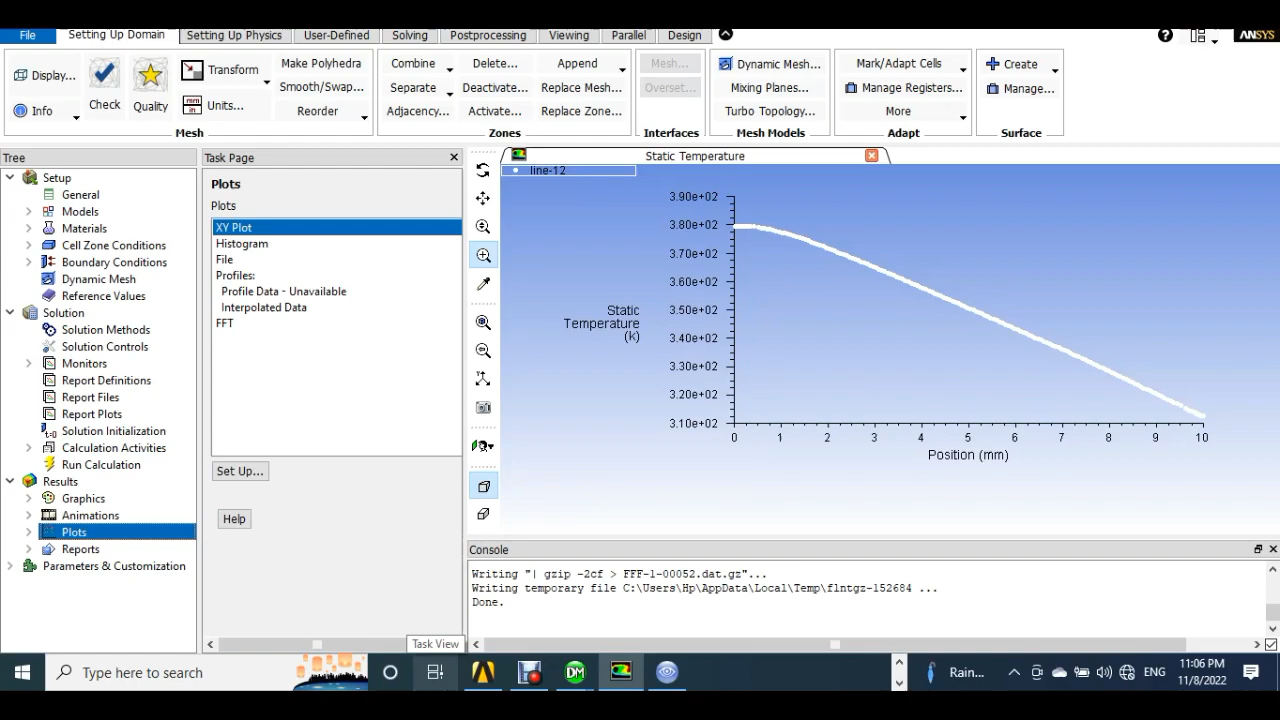 File
Setting Up Domain
Setting Up Physics
User-Defined
Solving
Postprocessing
Viewing
Parallel
Design
ANSYS
Display...
Info
Check
Quality
Transform
Units...
Make Polyhedra
Smooth/Swap...
Reorder
Mesh
Combine
Separate
Adjacency...
Delete...
Deactivate...
Activate...
Append
Replace Mesh...
Replace Zone...
Zones
Mesh...
Overset...
Interfaces
Dynamic Mesh...
Mixing Planes...
Turbo Topology...
Mesh Models
Mark/Adapt Cells
Manage Registers...
More
Adapt
Create
Manage...
Surface
Tree
Setup
General
Models
Materials
Cell Zone Conditions
Boundary Conditions
Dynamic Mesh
Reference Values
Solution
Solution Methods
Solution Controls
Monitors
Report Definitions
Report Files
Report Plots
Solution Initialization
Calculation Activities
Run Calculation
Results
Graphics
Animations
Plots
Reports
Parameters & Customization
Task Page
Plots
Plots
XY Plot
Histogram
File
Profiles:
Profile Data - Unavailable
Interpolated Data
FFT
Set Up...
Help
Task View
Static Temperature
line-12
3.90e+02
3.80e+02
3.70e+02
3.60e+02
3.50e+02
3.40e+02
3.30e+02
3.20e+02
3.10e+02
Static
Temperature
(K)
0 1 2 3 4 5 6 7 8 9 10
Position (mm)
Console
Writing "| gzip -2cf > FFF-1-00052.dat.gz"...
Writing temporary file C:\Users\Hp\AppData\Local\Temp\flntgz-152684 ...
Done.
Type here to search
DM
Rain...
ENG
11:06 PM
11/8/2022